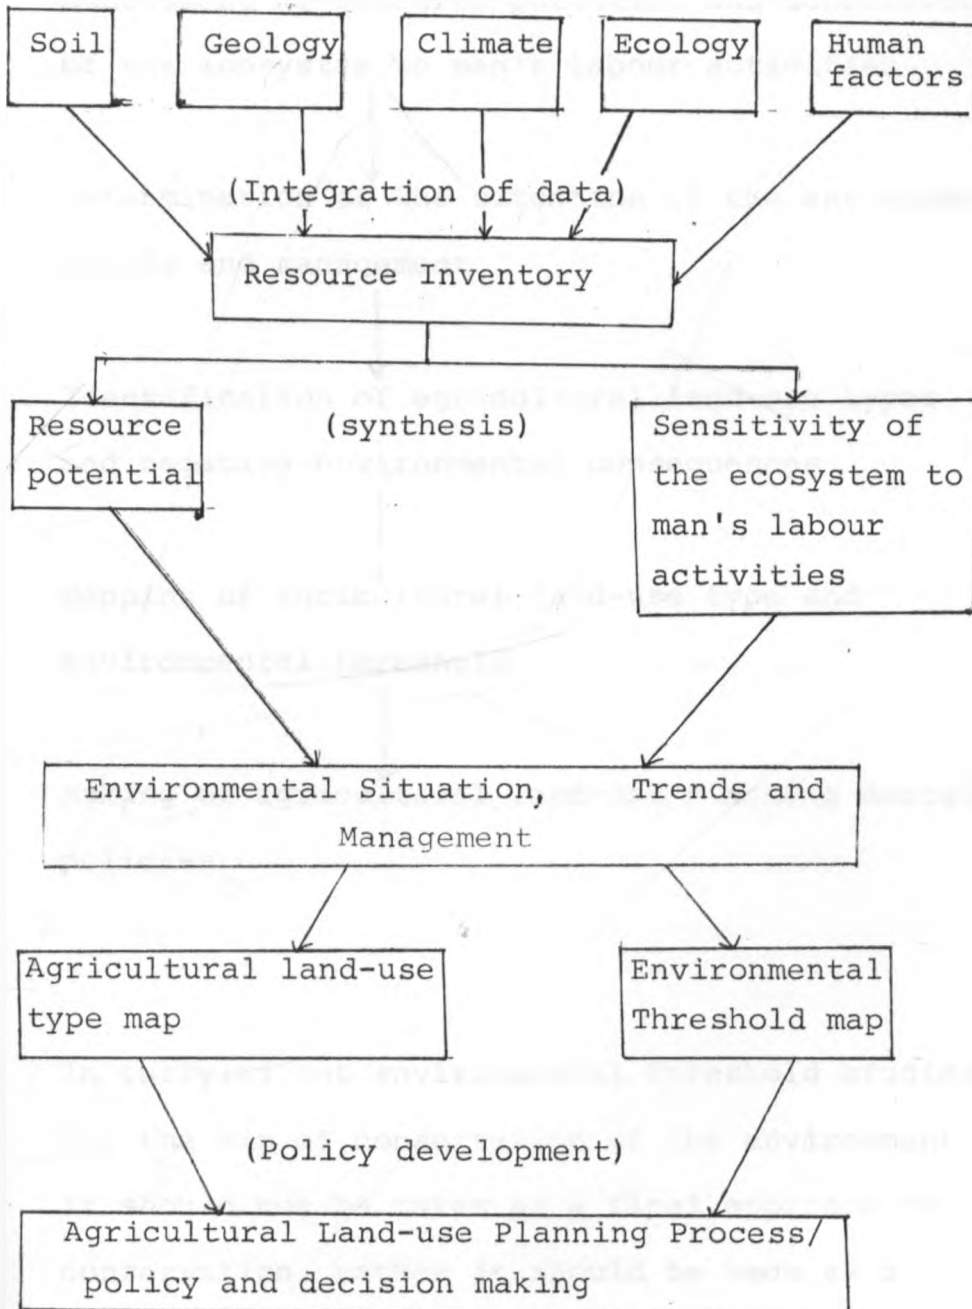 Soil Geology Climate Ecology Human
factors
(Integration of data)
Resource Inventory
Resource
potential
(synthesis)
Sensitivity of
the ecosystem to
man's labour
activities
Environmental Situation, Trends and
Management
Agricultural land-use
type map
Environmental
Threshold map
(Policy development)
Agricultural Land-use Planning Process/
policy and decision making